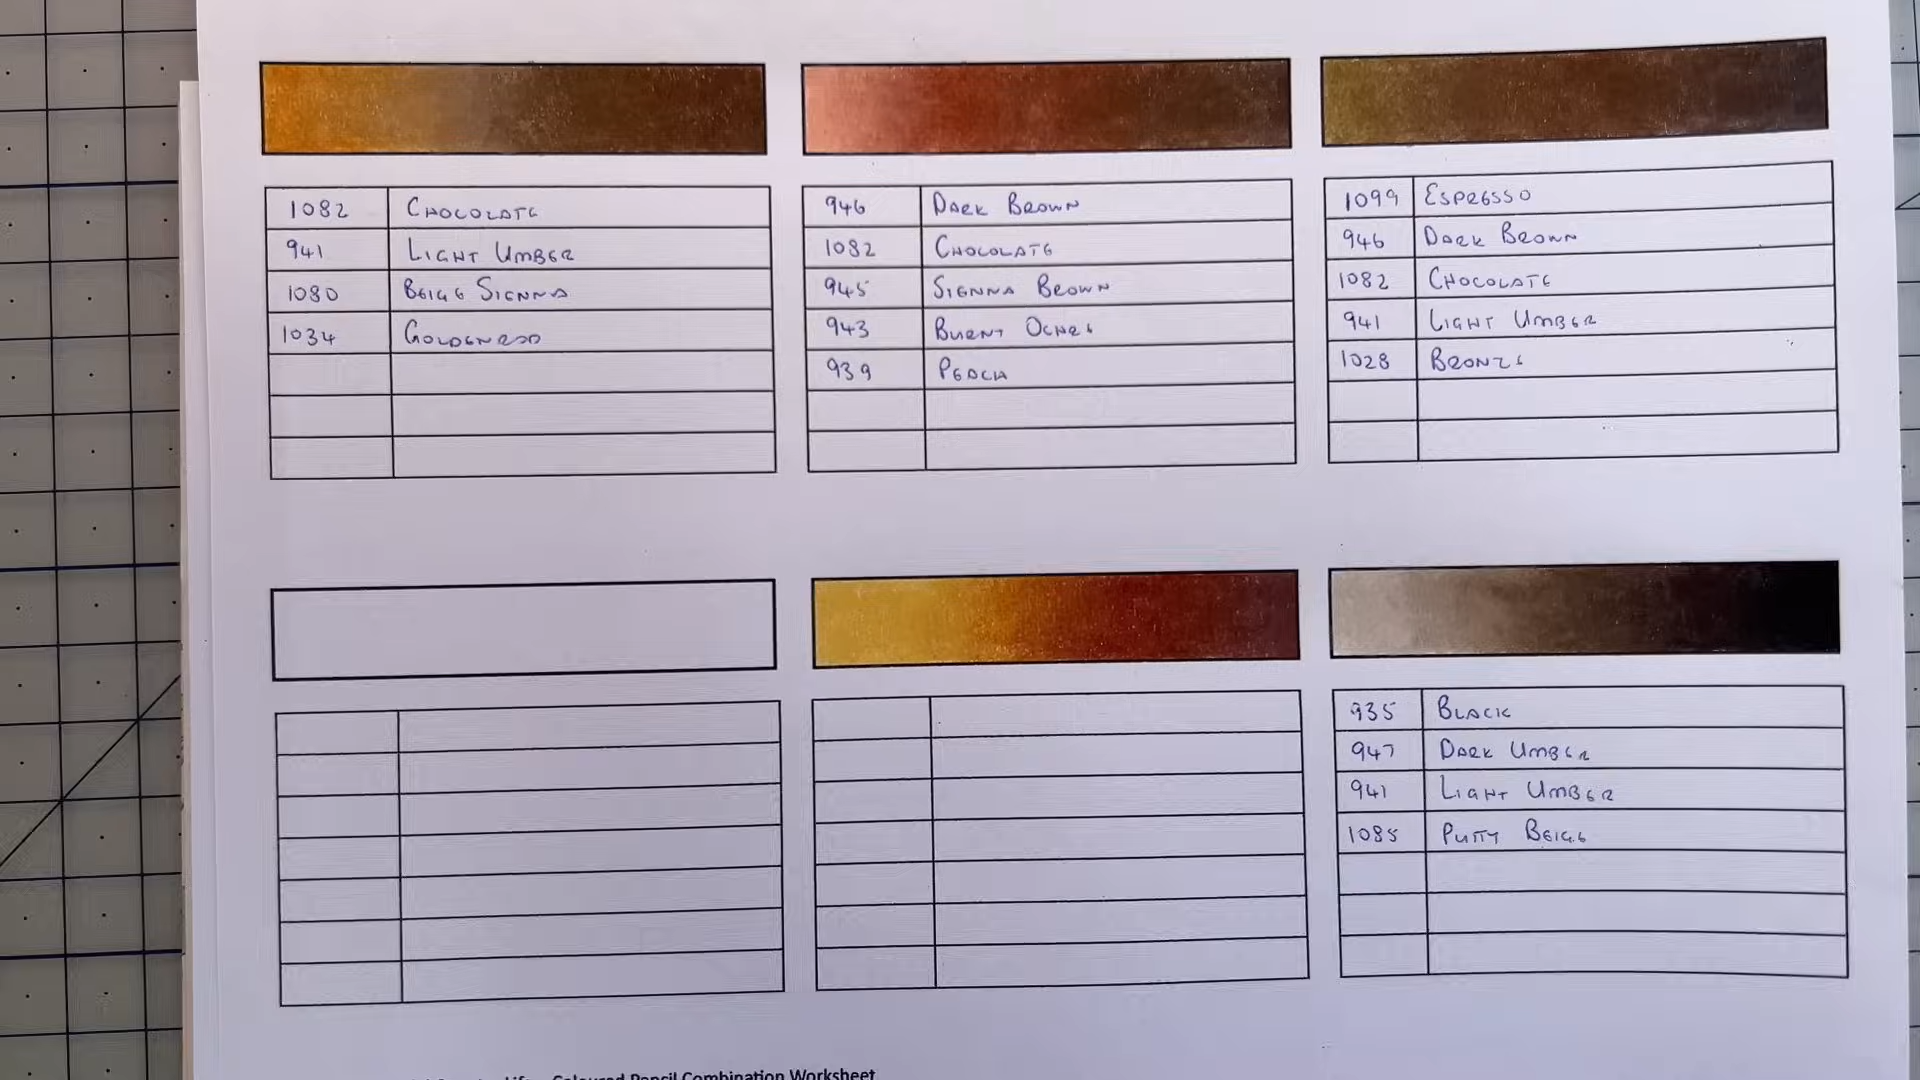 1082 CHOCOLATE
941 LIGHT UMBER
1080 BEIGE SIENNA
1034 GOLDENROD
946 DARK BROWN
1082 CHOCOLATE
945 SIENNA BROWN
943 BURNT OCHRE
939 PEACH
1099 ESPRESSO
946 DARK BROWN
1082 CHOCOLATE
941 LIGHT UMBER
1028 BRONZE
935 BLACK
947 DARK UMBER
941 LIGHT UMBER
1085 PUTTY BEIGE
Coloured Pencil Combination Worksheet